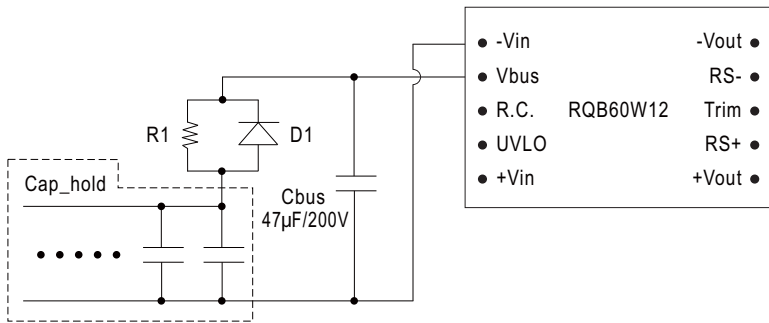 -Vin
-Vout
Vbus
RS-
R.C.
RQB60W12
Trim
UVLO
RS+
+Vin
+Vout
R1
D1
Cap_hold
Cbus
47µF/200V